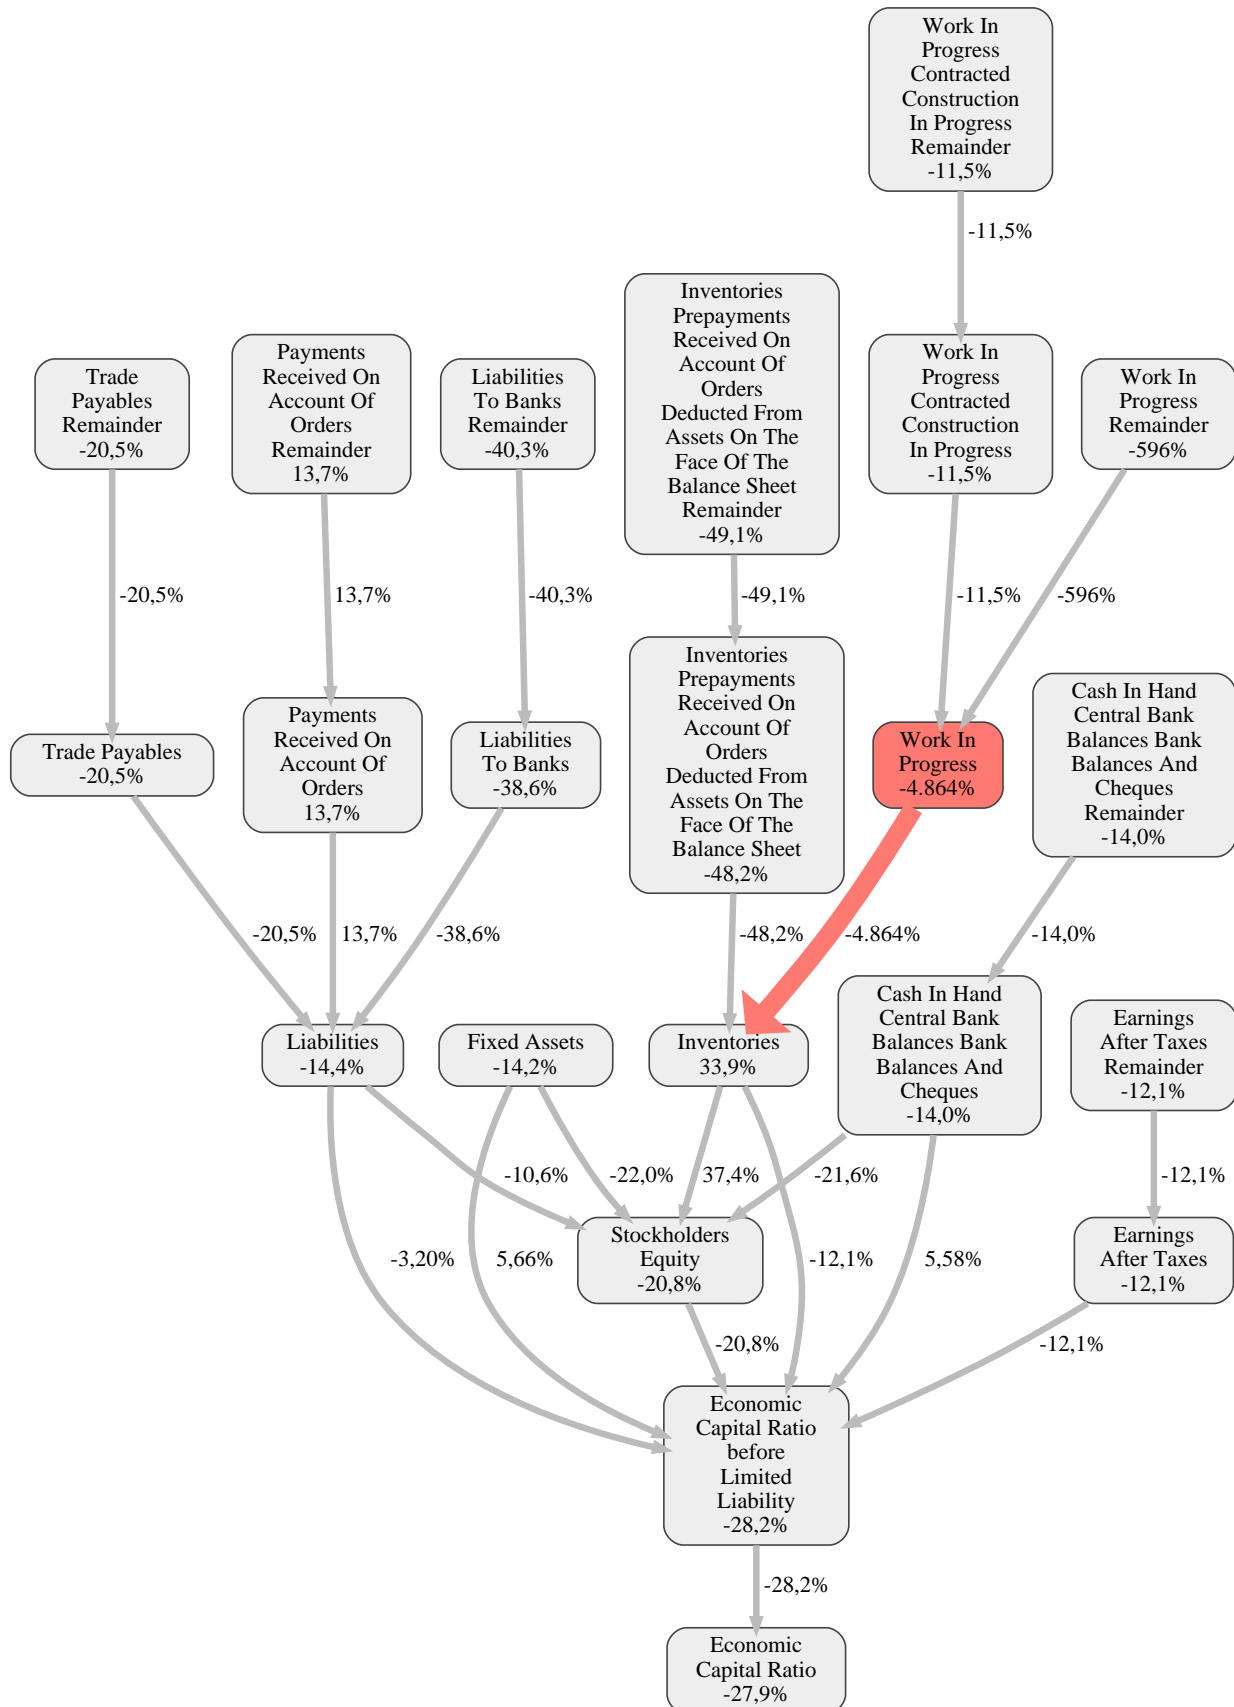 Work In
Progress
Contracted
Construction
In Progress
Remainder
-11,5%
-11,5%
Trade
Payables
Remainder
-20,5%
Payments
Received On
Account Of
Orders
Remainder
13,7%
Liabilities
To Banks
Remainder
-40,3%
Inventories
Prepayments
Received On
Account Of
Orders
Deducted From
Assets On The
Face Of The
Balance Sheet
Remainder
-49,1%
Work In
Progress
Contracted
Construction
In Progress
-11,5%
Work In
Progress
Remainder
-596%
-20,5%
13,7%
-40,3%
-49,1%
-11,5%
-596%
Trade Payables
-20,5%
Payments
Received On
Account Of
Orders
13,7%
Liabilities
To Banks
-38,6%
Inventories
Prepayments
Received On
Account Of
Orders
Deducted From
Assets On The
Face Of The
Balance Sheet
-48,2%
Work In
Progress
-4.864%
Cash In Hand
Central Bank
Balances Bank
Balances And
Cheques
Remainder
-14,0%
-20,5%
13,7%
-38,6%
-48,2%
-4.864%
-14,0%
Liabilities
-14,4%
Fixed Assets
-14,2%
Inventories
33,9%
Cash In Hand
Central Bank
Balances Bank
Balances And
Cheques
-14,0%
Earnings
After Taxes
Remainder
-12,1%
-10,6%
-22,0%
37,4%
-21,6%
-12,1%
-3,20%
5,66%
Stockholders
Equity
-20,8%
-12,1%
5,58%
Earnings
After Taxes
-12,1%
-20,8%
-12,1%
Economic
Capital Ratio
before
Limited
Liability
-28,2%
-28,2%
Economic
Capital Ratio
-27,9%